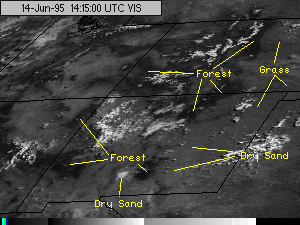 14-Jun-95 14:15:00 UTC VIS
Forest
Grass
Forest
Dry Sand
Dry Sand